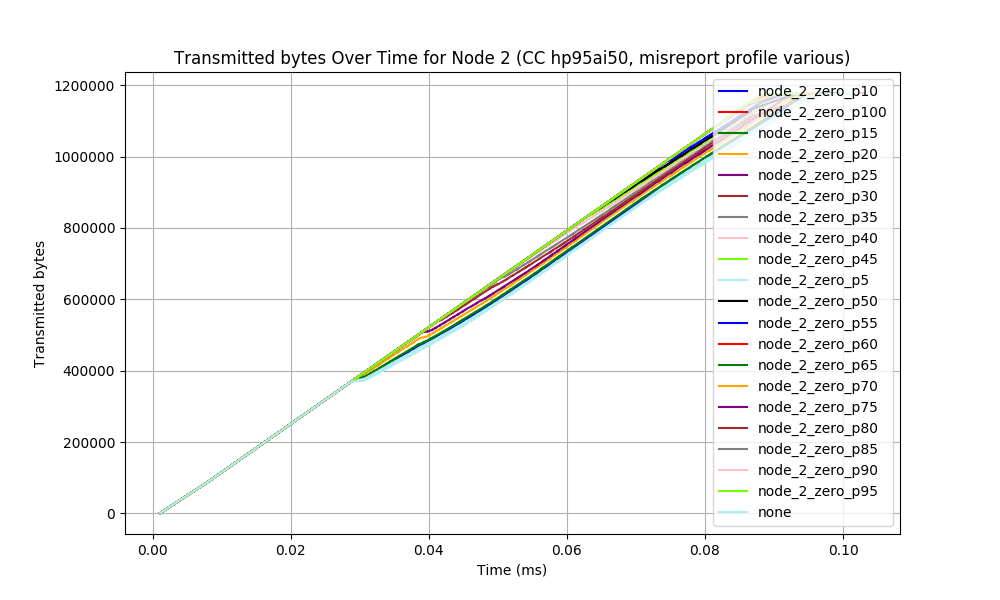 Transmitted bytes Over Time for Node 2 (CC hp95ai50, misreport profile various)
Transmitted bytes
1200000
1000000
800000
600000
400000
200000
0
0.00
0.02
0.04
0.06
0.08
0.10
Time (ms)
node_2_zero_p10
node_2_zero_p100
node_2_zero_p15
node_2_zero_p20
node_2_zero_p25
node_2_zero_p30
node_2_zero_p35
node_2_zero_p40
node_2_zero_p45
node_2_zero_p5
node_2_zero_p50
node_2_zero_p55
node_2_zero_p60
node_2_zero_p65
node_2_zero_p70
node_2_zero_p75
node_2_zero_p80
node_2_zero_p85
node_2_zero_p90
node_2_zero_p95
none